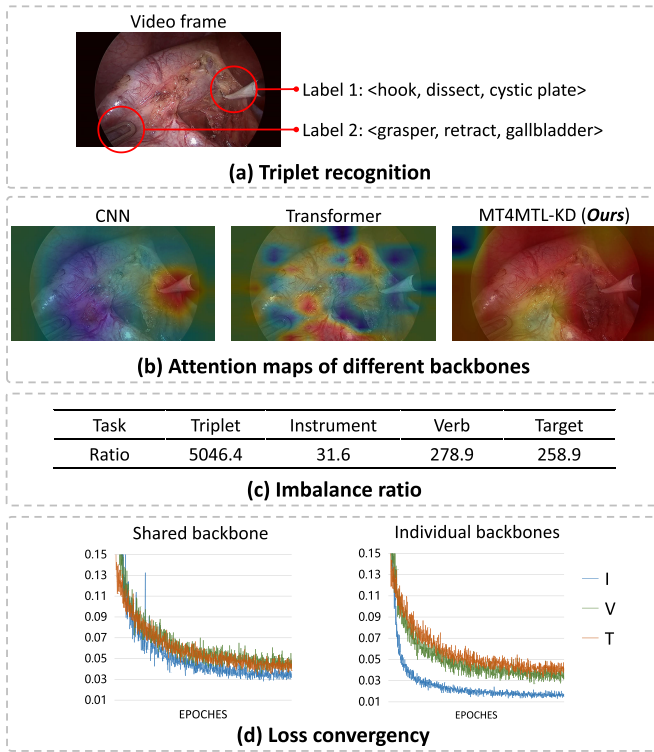 Video frame
Label 1: <hook, dissect, cystic plate>
Label 2: <grasper, retract, gallbladder>
(a) Triplet recognition
CNN
Transformer
MT4MTL-KD (Ours)
(b) Attention maps of different backbones
Task Triplet Instrument Verb Target
Ratio 5046.4 31.6 278.9 258.9
(c) Imbalance ratio
Shared backbone
0.15
0.13
0.11
0.09
0.07
0.05
0.03
0.01
EPOCHES
Individual backbones
0.15
0.13
0.11
0.09
0.07
0.05
0.03
0.01
EPOCHES
I
V
T
(d) Loss convergency